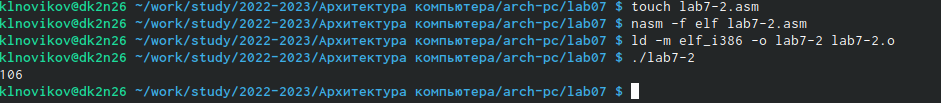 klnovikov@dk2n26 ~/work/study/2022-2023/Архитектура компьютера/arch-pc/lab07 $ touch lab7-2.asm
klnovikov@dk2n26 ~/work/study/2022-2023/Архитектура компьютера/arch-pc/lab07 $ nasm -f elf lab7-2.asm
klnovikov@dk2n26 ~/work/study/2022-2023/Архитектура компьютера/arch-pc/lab07 $ ld -m elf_i386 -o lab7-2 lab7-2.o
klnovikov@dk2n26 ~/work/study/2022-2023/Архитектура компьютера/arch-pc/lab07 $ ./lab7-2
106
klnovikov@dk2n26 ~/work/study/2022-2023/Архитектура компьютера/arch-pc/lab07 $